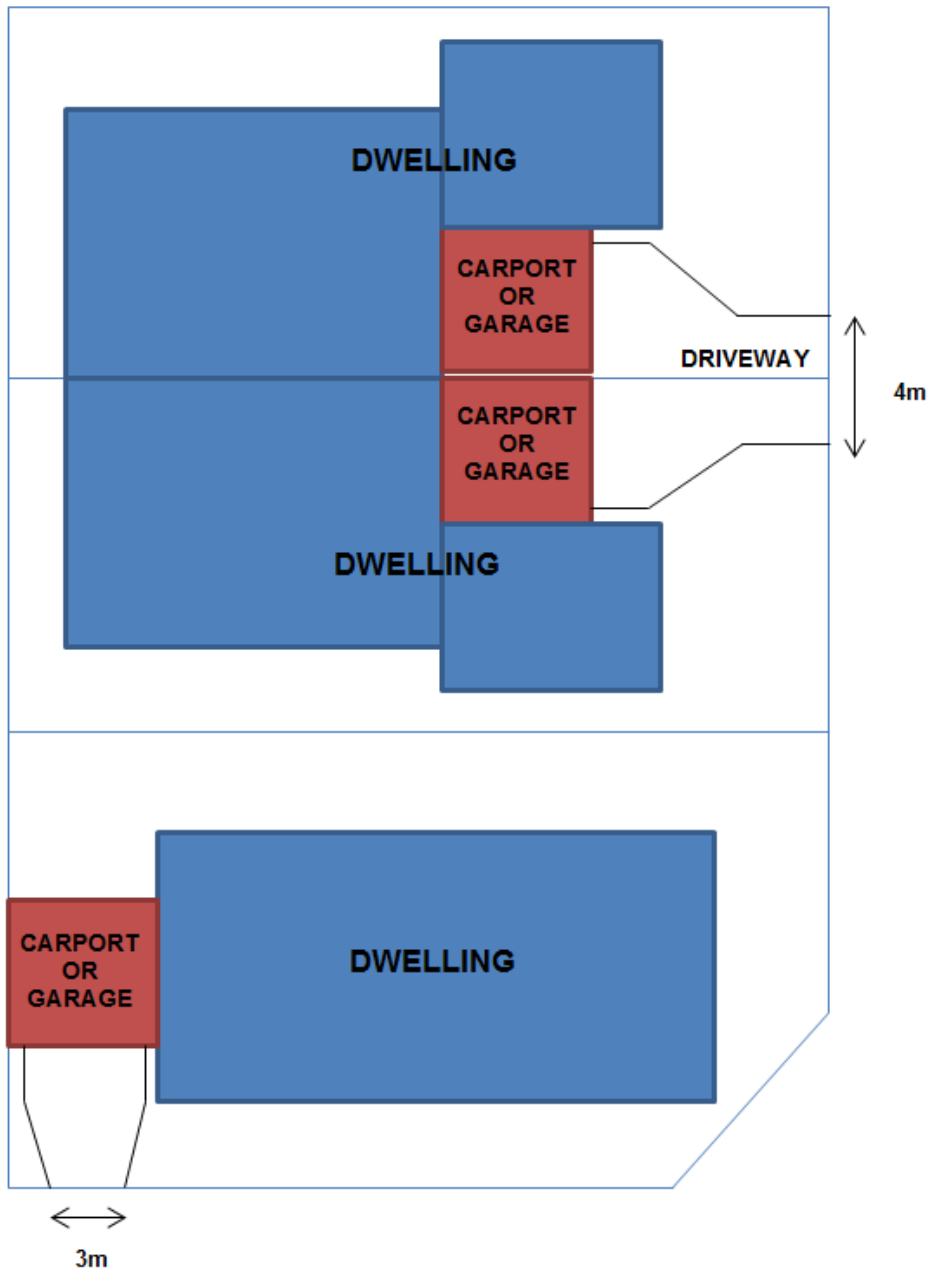 DWELLING
CARPORT
OR
GARAGE
DRIVEWAY
4m
CARPORT
OR
GARAGE
DWELLING
CARPORT
OR
GARAGE
DWELLING
3m